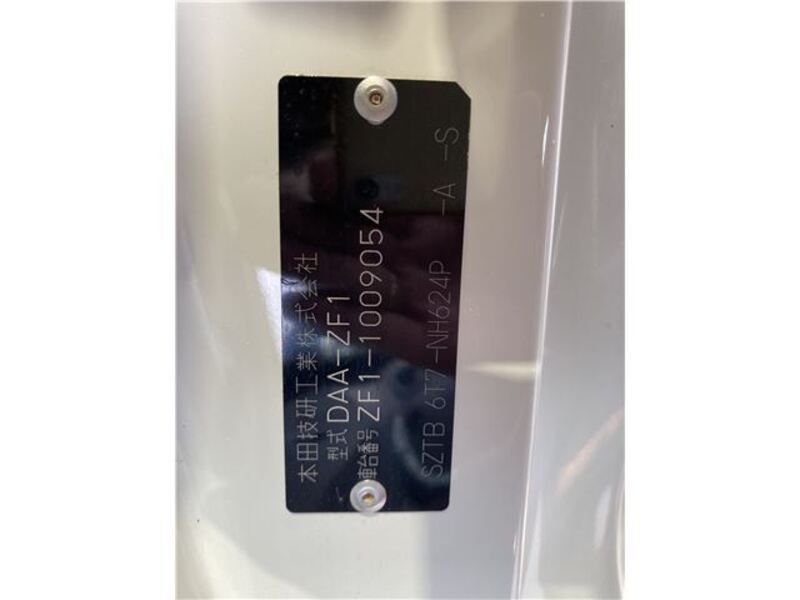 本田技研工業株式会社
型式 DAA-ZF1
車台番号 ZF1-1009054
SZTB 6T7-NH624P -A -S